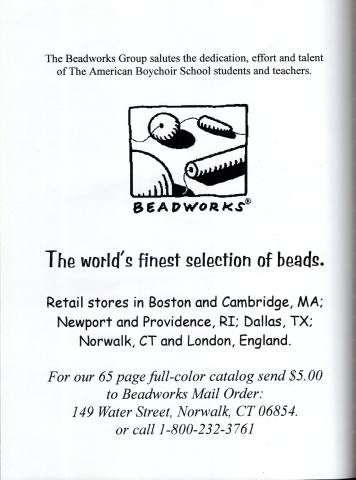 The Beadworks Group salutes the dedication, effort and talent
of The American Boychoir School students and teachers.
BEADWORKS®
The world's finest selection of beads.
Retail stores in Boston and Cambridge, MA;
Newport and Providence, RI; Dallas, TX;
Norwalk, CT and London, England.
For our 65 page full-color catalog send $5.00
to Beadworks Mail Order:
149 Water Street, Norwalk, CT 06854.
or call 1-800-232-3761